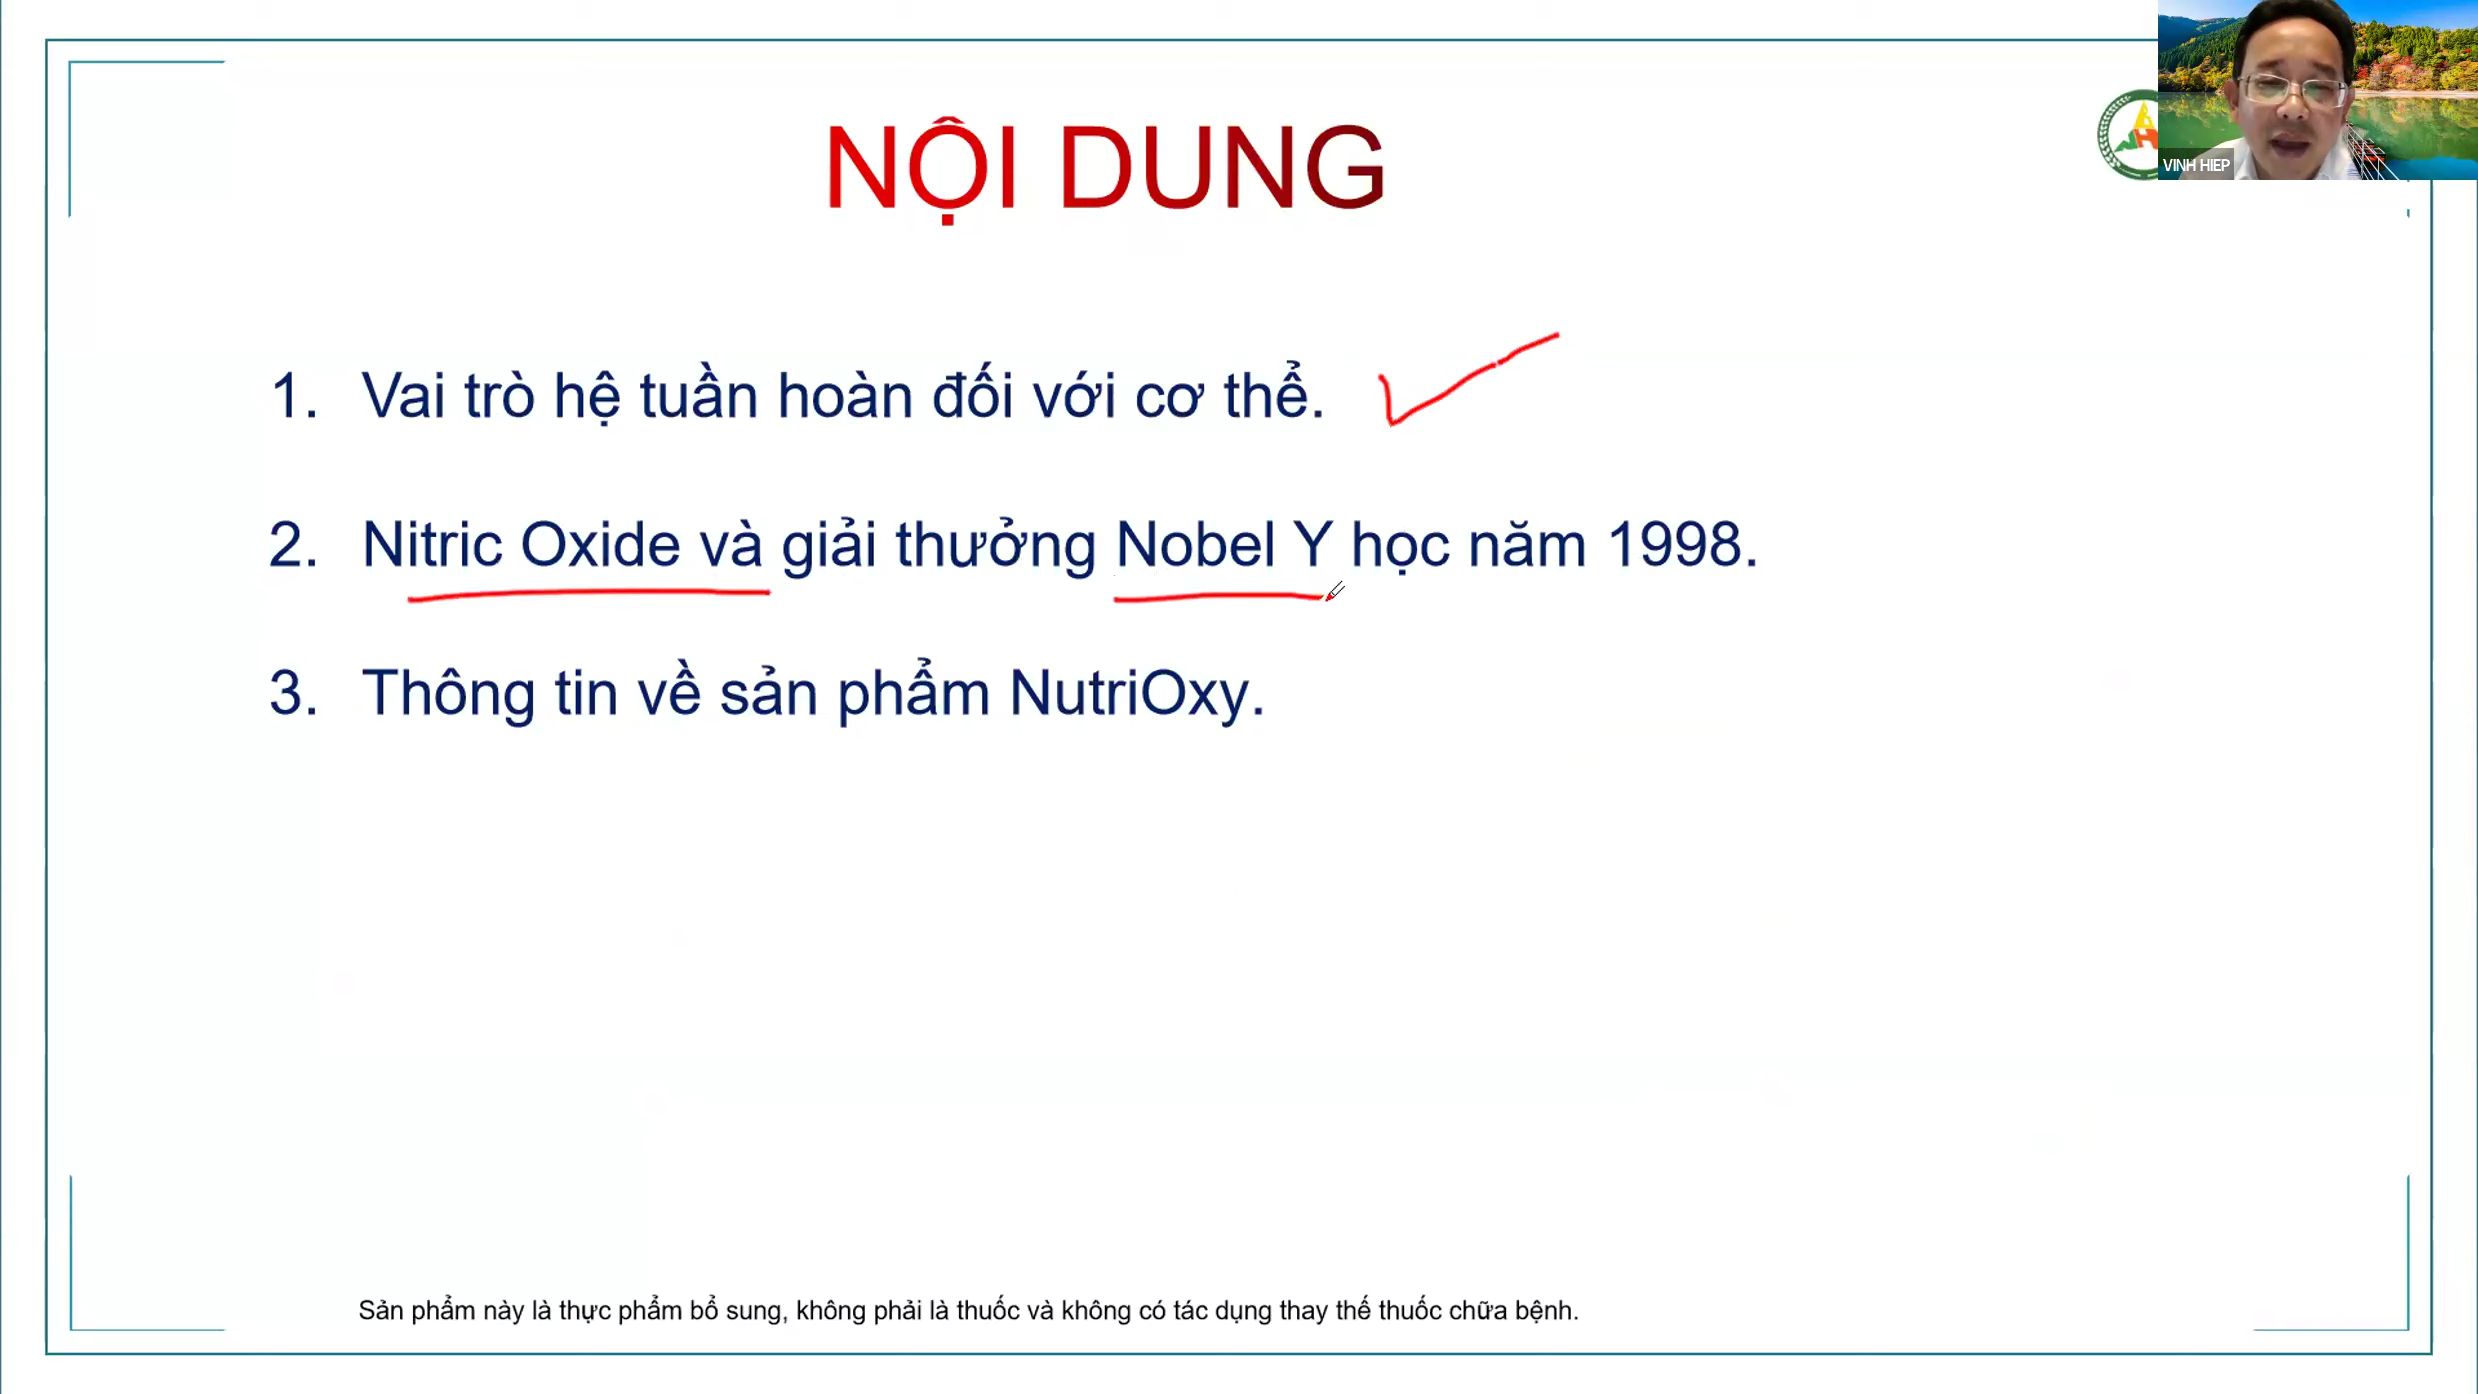 NỘI DUNG
VINH HIEP
1. Vai trò hệ tuần hoàn đối với cơ thể.
2. Nitric Oxide và giải thưởng Nobel Y học năm 1998.
3. Thông tin về sản phẩm NutriOxy.
Sản phẩm này là thực phẩm bổ sung, không phải là thuốc và không có tác dụng thay thế thuốc chữa bệnh.